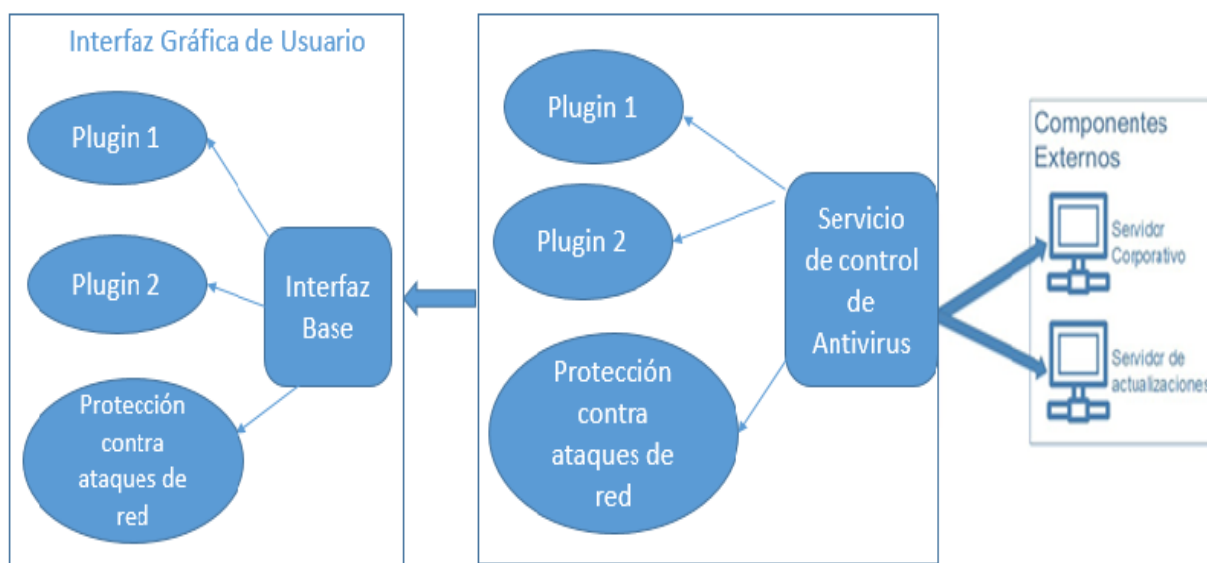 Interfaz Gráfica de Usuario
Plugin 1
Plugin 2
Protección
contra
ataques de
red
Interfaz
Base
Plugin 1
Plugin 2
Protección
contra
ataques de
red
Servicio
de control
de
Antivirus
Componentes
Externos
Servidor
Corporativo
Servidor de
actualizaciones